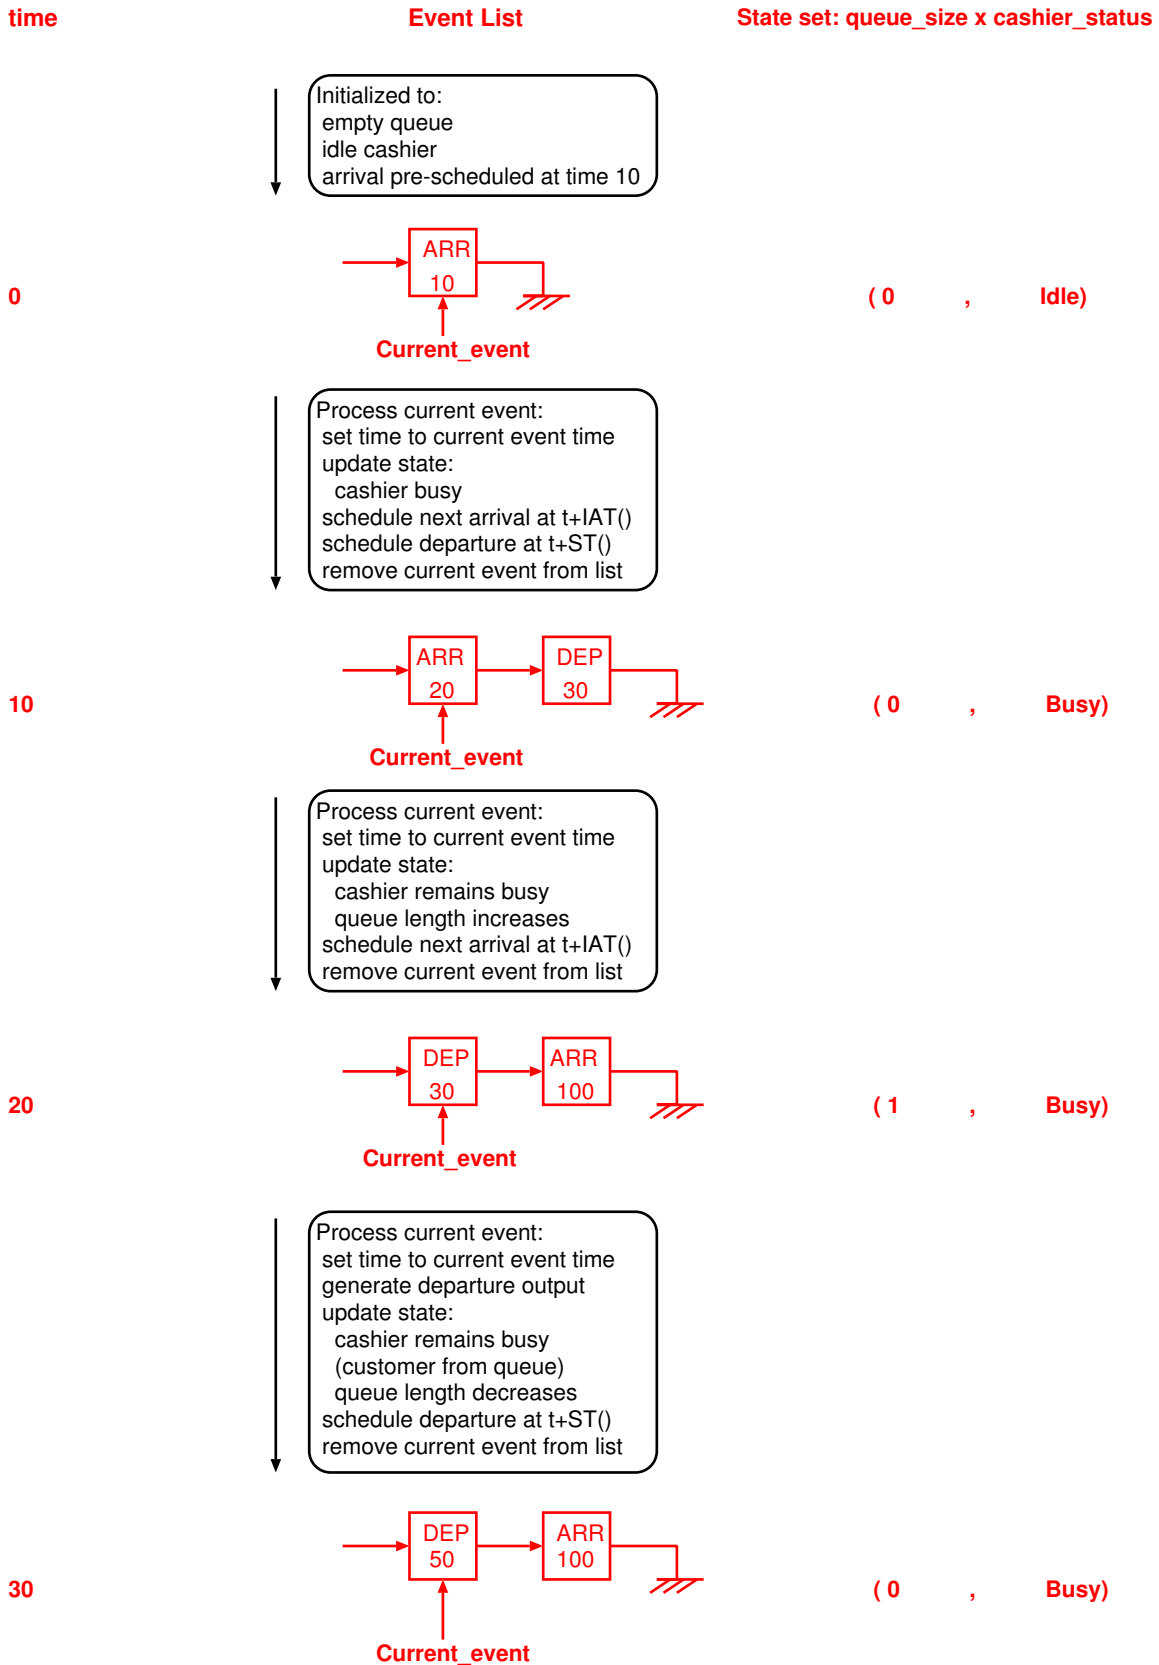 time Event List State set: queue_size x cashier_status
Initialized to:
empty queue
idle cashier
arrival pre-scheduled at time 10
ARR
10
0 ( 0 , Idle)
Current_event
Process current event:
set time to current event time
update state:
cashier busy
schedule next arrival at t+IAT()
schedule departure at t+ST()
remove current event from list
ARR DEP
20 30
10 ( 0 , Busy)
Current_event
Process current event:
set time to current event time
update state:
cashier remains busy
queue length increases
schedule next arrival at t+IAT()
remove current event from list
DEP ARR
30 100
20 ( 1 , Busy)
Current_event
Process current event:
set time to current event time
generate departure output
update state:
cashier remains busy
(customer from queue)
queue length decreases
schedule departure at t+ST()
remove current event from list
DEP ARR
50 100
30 ( 0 , Busy)
Current_event